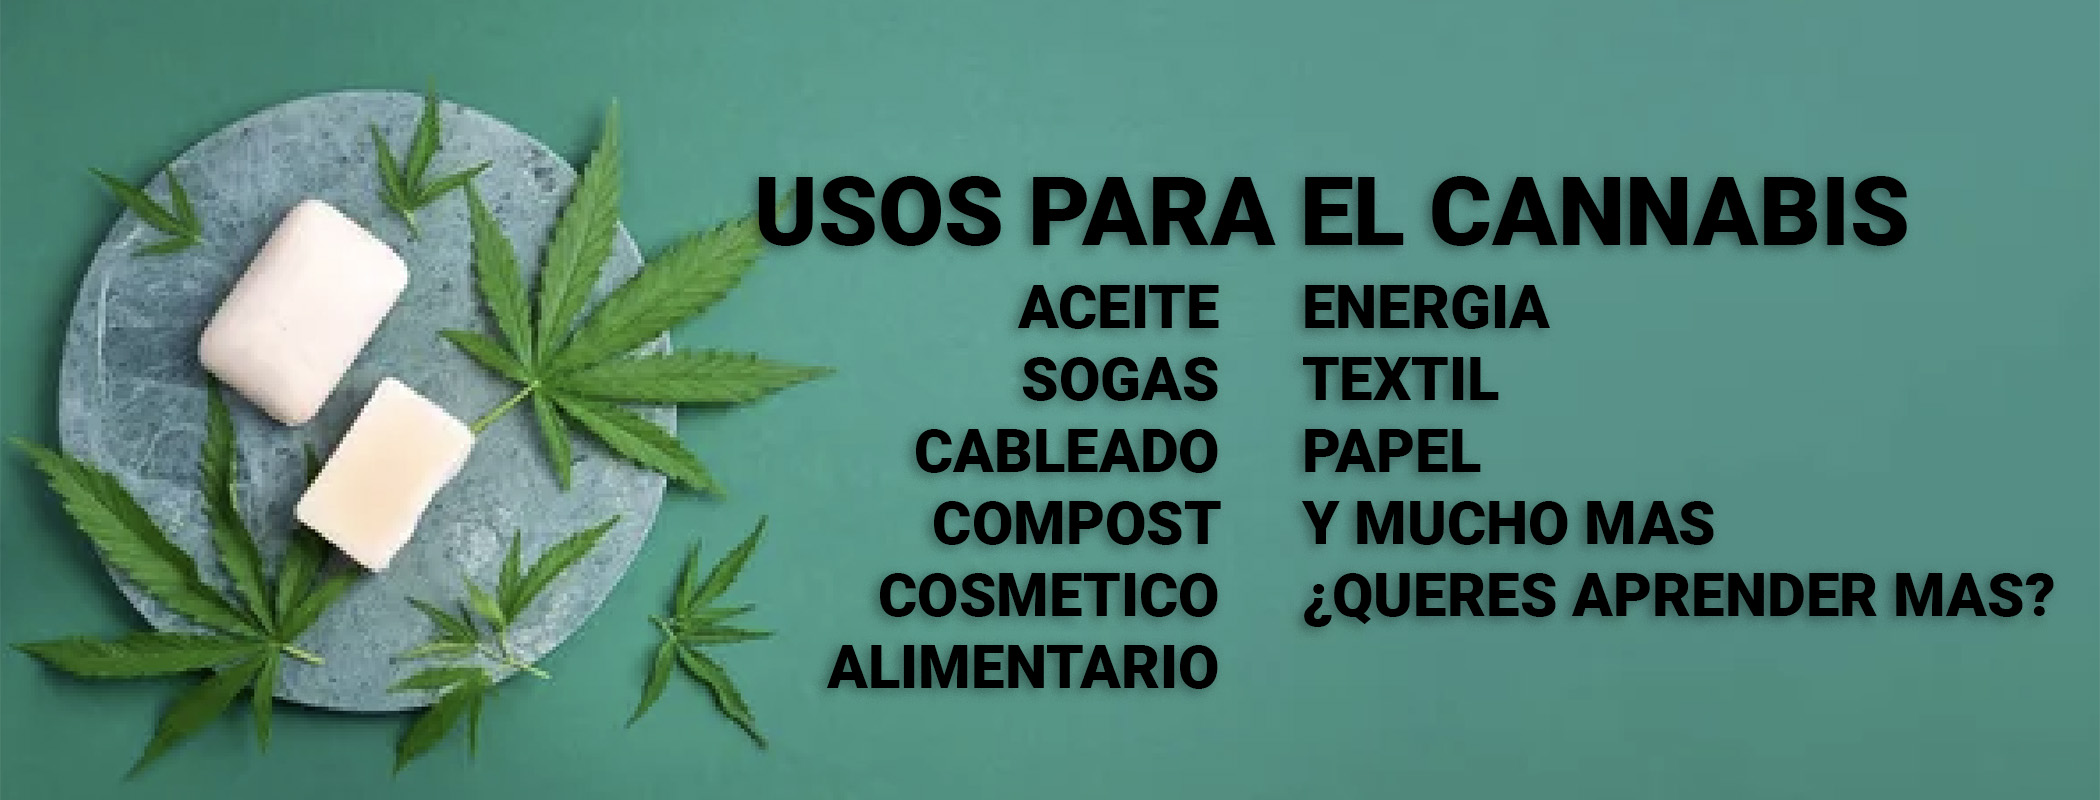 USOS PARA EL CANNABIS
ACEITE
SOGAS
CABLEADO
COMPOST
COSMETICO
ALIMENTARIO
ENERGIA
TEXTIL
PAPEL
Y MUCHO MAS
¿QUERES APRENDER MAS?